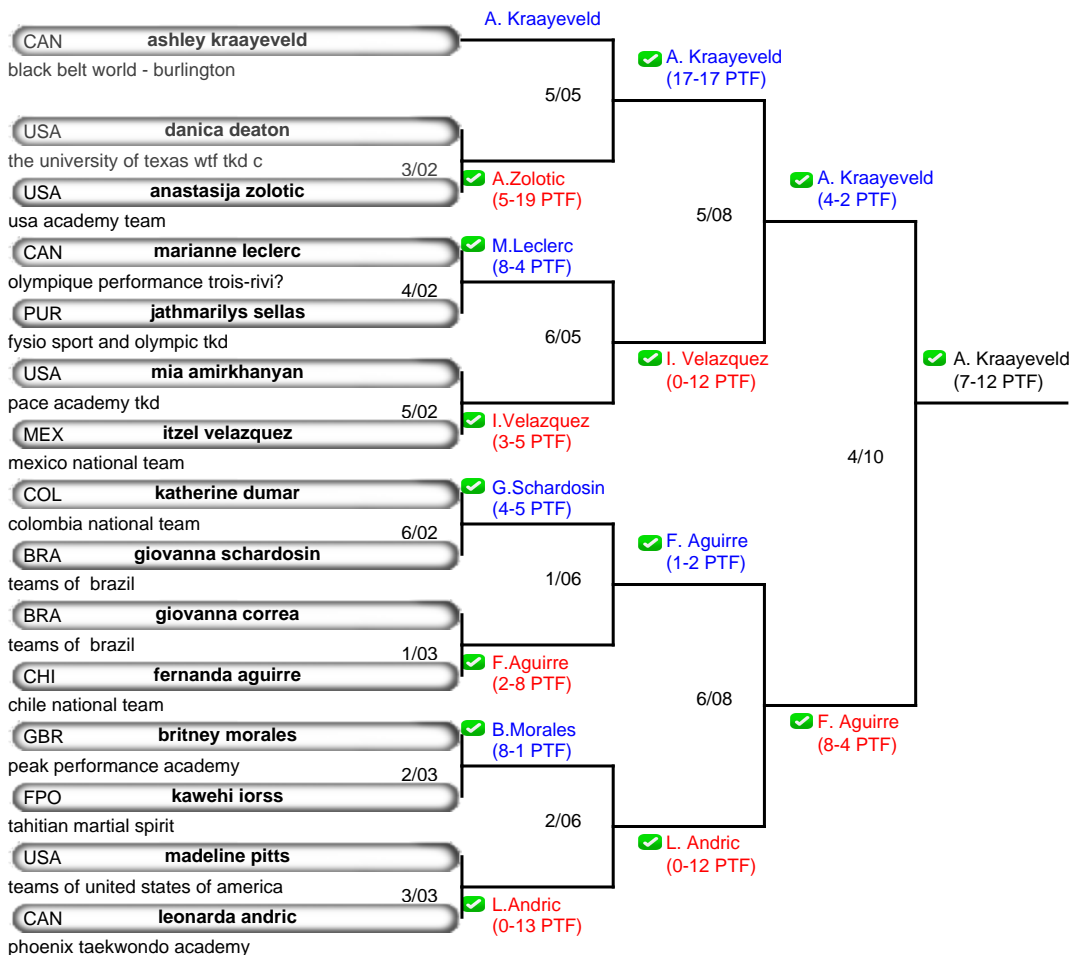 A. Kraayeveld
CAN ashley kraayeveld
black belt world - burlington
A. Kraayeveld
(17-17 PTF)
5/05
USA danica deaton
the university of texas wtf tkd c
3/02
USA anastasija zolotic
usa academy team
A.Zolotic
(5-19 PTF)
A. Kraayeveld
(4-2 PTF)
5/08
CAN marianne leclerc
olympique performance trois-rivi?
M.Leclerc
(8-4 PTF)
4/02
PUR jathmarilys sellas
fysio sport and olympic tkd
6/05
USA mia amirkhanyan
pace academy tkd
I. Velazquez
(0-12 PTF)
A. Kraayeveld
(7-12 PTF)
5/02
MEX itzel velazquez
mexico national team
I.Velazquez
(3-5 PTF)
4/10
COL katherine dumar
colombia national team
G.Schardosin
(4-5 PTF)
6/02
BRA giovanna schardosin
teams of  brazil
F. Aguirre
(1-2 PTF)
1/06
BRA giovanna correa
teams of  brazil
1/03
CHI fernanda aguirre
chile national team
F.Aguirre
(2-8 PTF)
6/08
F. Aguirre
(8-4 PTF)
GBR britney morales
peak performance academy
B.Morales
(8-1 PTF)
2/03
FPO kawehi iorss
tahitian martial spirit
2/06
USA madeline pitts
teams of united states of america
L. Andric
(0-12 PTF)
3/03
CAN leonarda andric
phoenix taekwondo academy
L.Andric
(0-13 PTF)